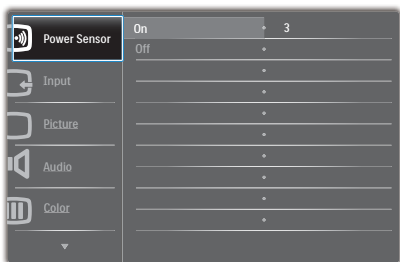 Power Sensor
On 3
Off
Input
Picture
Audio
Color